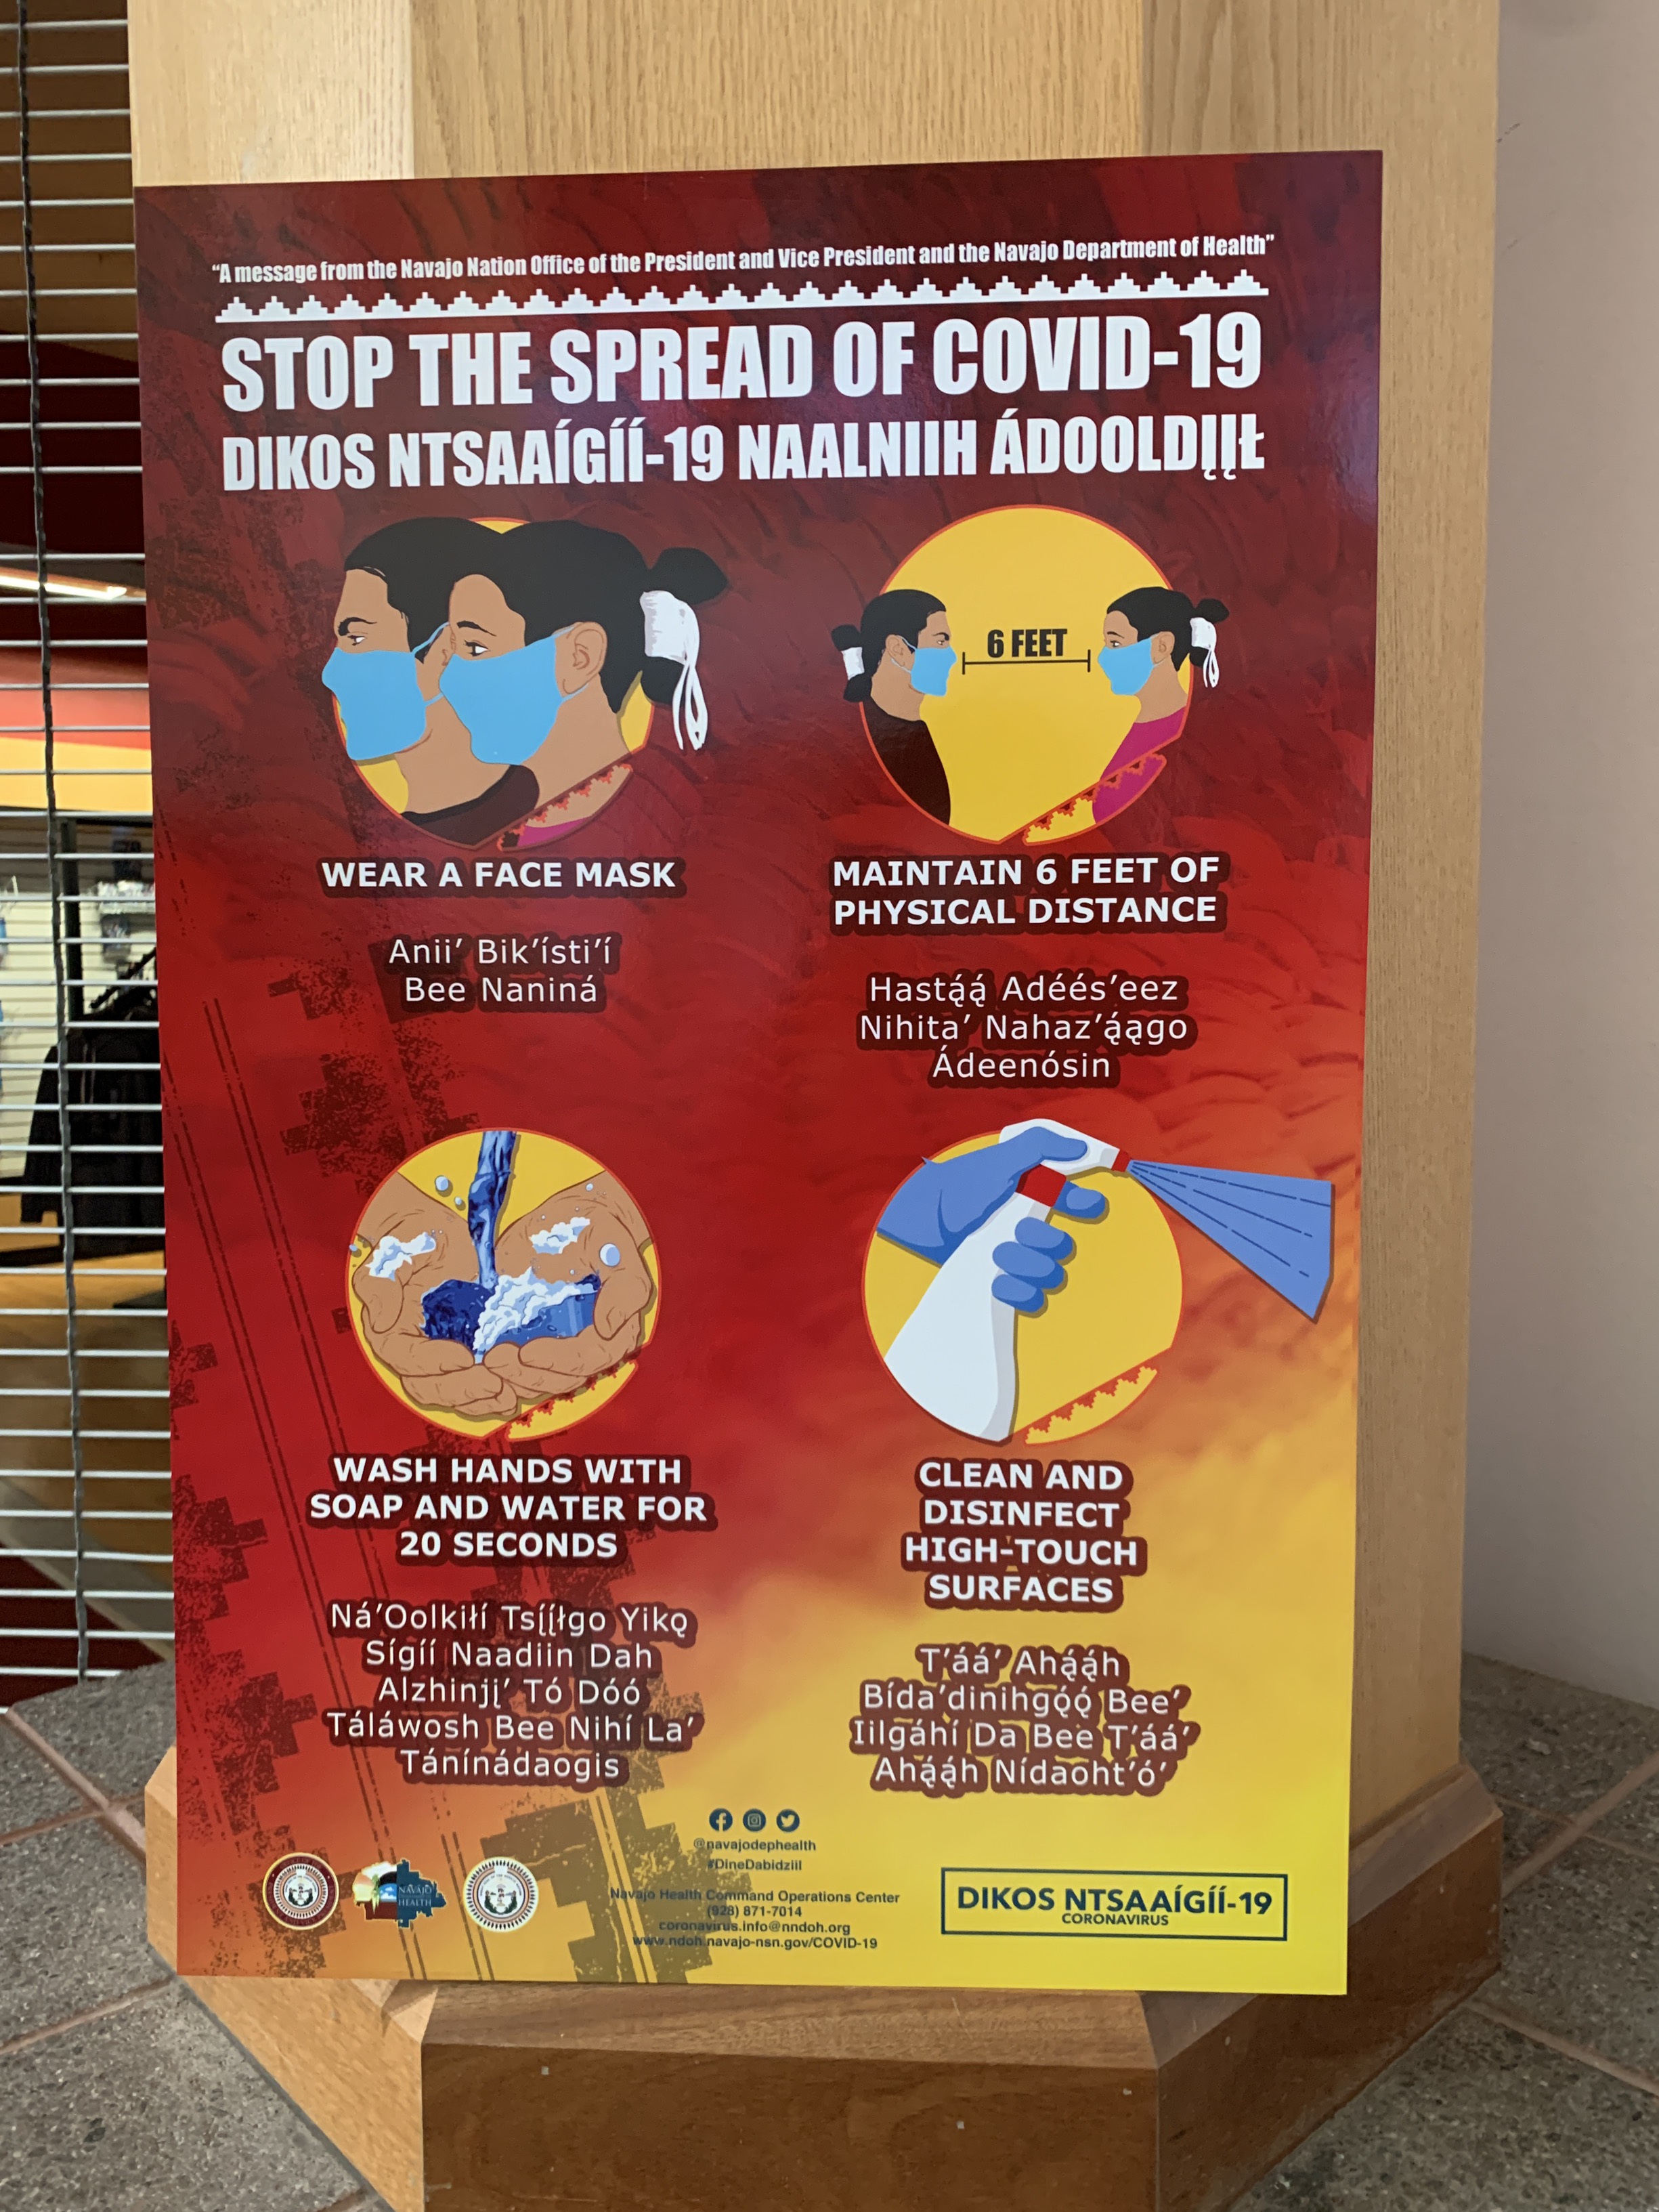 “A message from the Navajo Nation Office of the President and Vice President and the Navajo Department of Health”
STOP THE SPREAD OF COVID-19
DIKOS NTSAAÍGÍÍ-19 NAALNIIH ÁDOOLDĮĮŁ
6 FEET
WEAR A FACE MASK
Anii’ Bik’ísti’í
Bee Naniná
MAINTAIN 6 FEET OF
PHYSICAL DISTANCE
Hastą́ą́ Adéés’eez
Nihita’ Nahaz’ą́ągo
Ádeenósin
WASH HANDS WITH
SOAP AND WATER FOR
20 SECONDS
Ná’Oolkiłí Tsį́įłgo Yikǫ
Sígíí Naadiin Dah
Alzhinjį’ Tó Dóó
Táláwosh Bee Nihí La’
Tánínádaogis
CLEAN AND
DISINFECT
HIGH-TOUCH
SURFACES
T’áá’ Ahą́ą́h
Bída’dinihgǫ́ǫ́ Bee’
Iilgáhí Da Bee T’áá’
Ahą́ą́h Nídaoht’ó’
@navajodephealth
#DineDabidziil
Navajo Health Command Operations Center
(928) 871-7014
coronavirus.info@nndoh.org
www.ndoh.navajo-nsn.gov/COVID-19
NAVAJO
HEALTH
DIKOS NTSAAÍGÍÍ-19
CORONAVIRUS